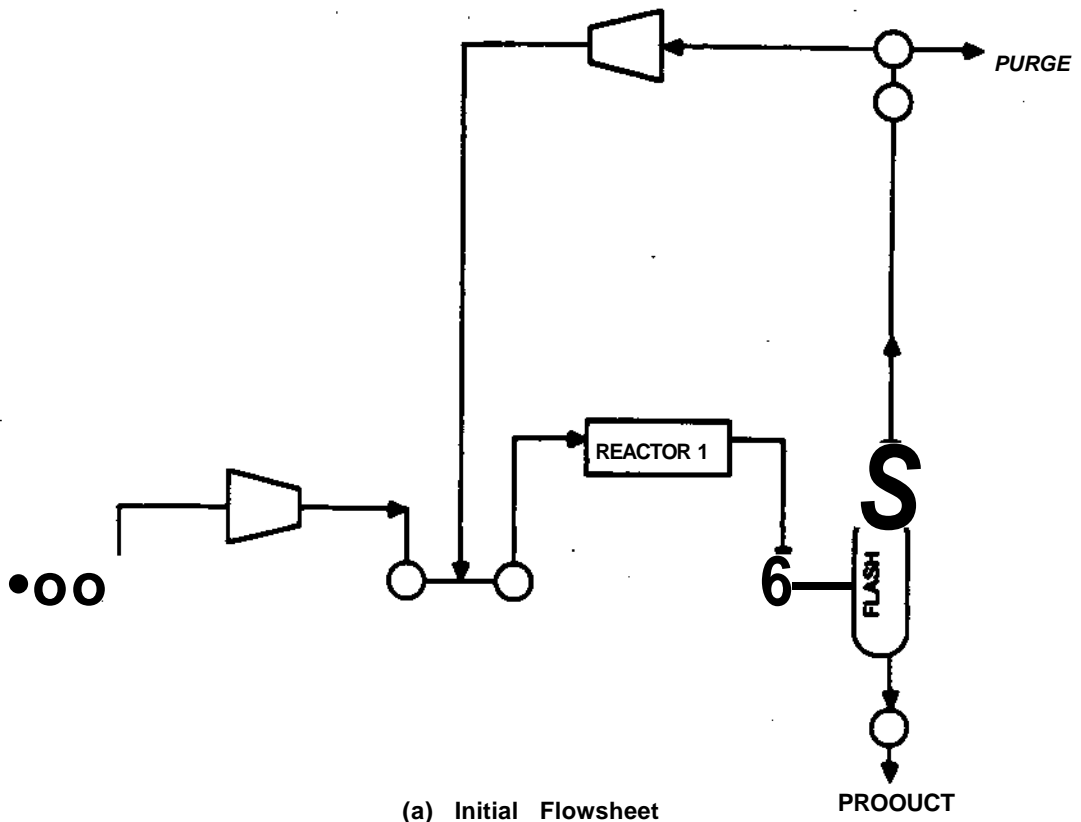 PURGE
REACTOR 1
S
FLASH
6
•oo
PROOUCT
(a) Initial Flowsheet